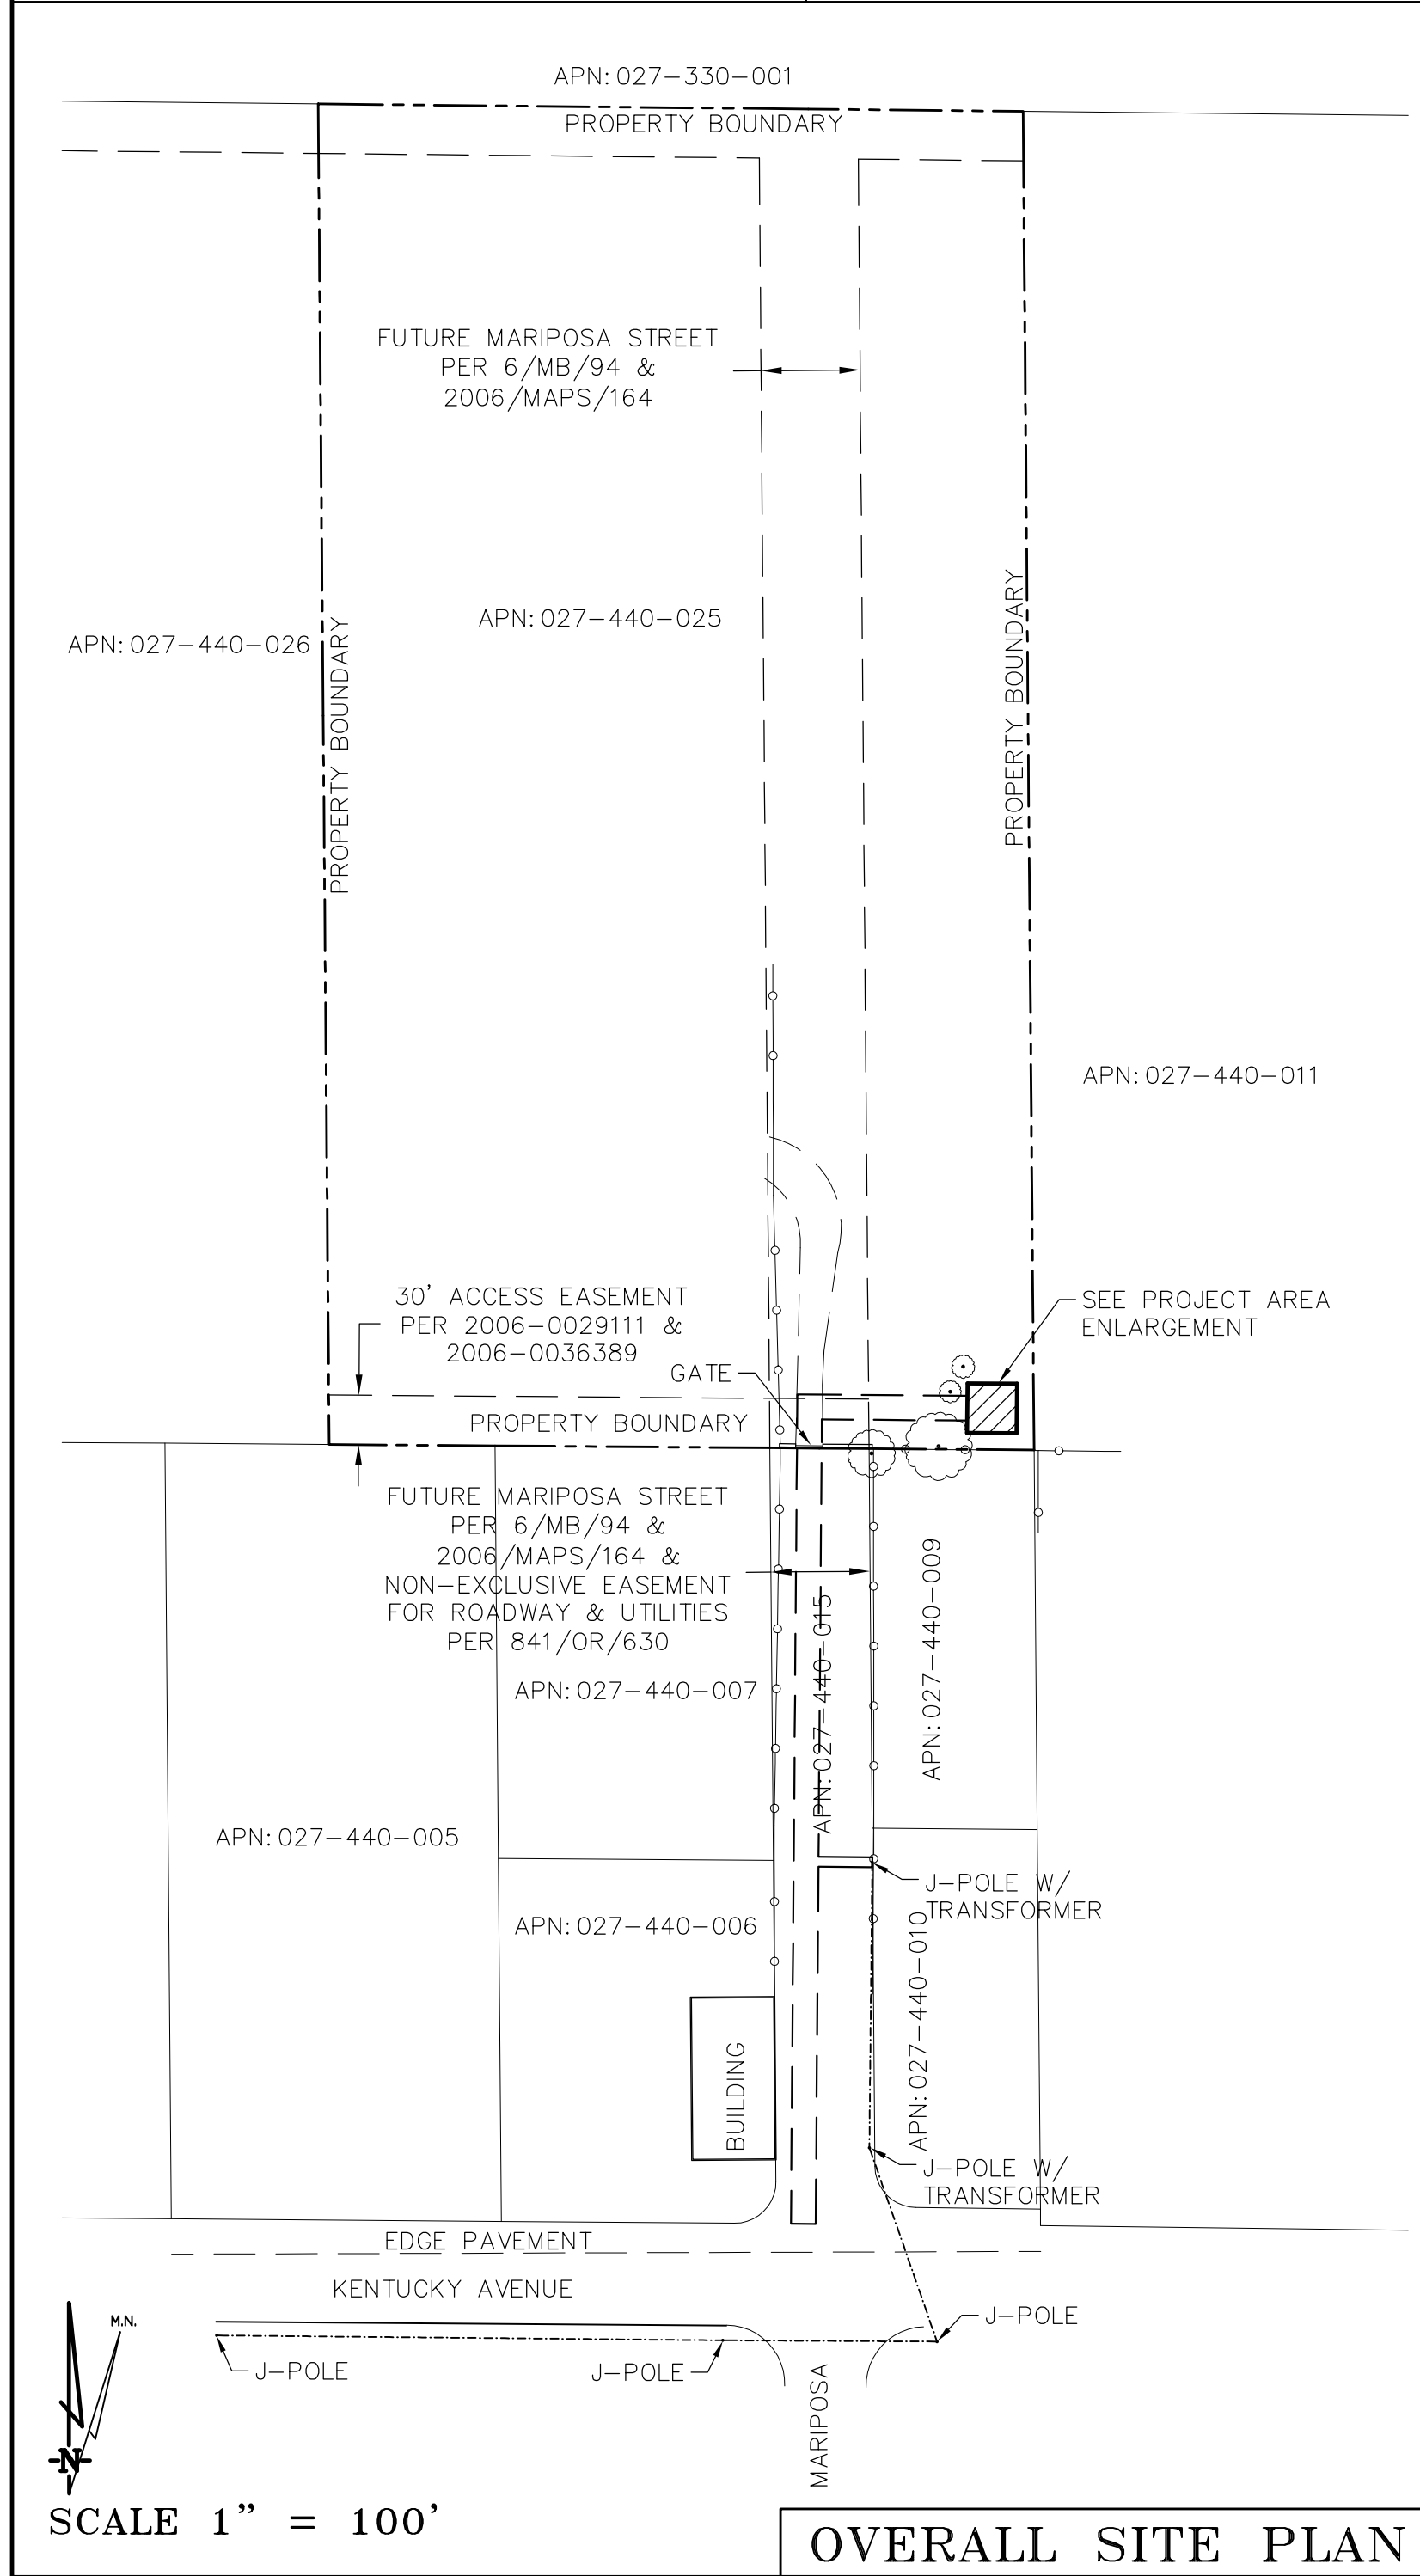 APN: 027-330-001
PROPERTY BOUNDARY
FUTURE MARIPOSA STREET
PER 6/MB/94 &
2006/MAPS/164
APN: 027-440-025
APN: 027-440-026
PROPERTY BOUNDARY
PROPERTY BOUNDARY
APN: 027-440-011
30' ACCESS EASEMENT
PER 2006-0029111 &
2006-0036389
SEE PROJECT AREA
ENLARGEMENT
GATE
PROPERTY BOUNDARY
FUTURE MARIPOSA STREET
PER 6/MB/94 &
2006/MAPS/164 &
NON-EXCLUSIVE EASEMENT
FOR ROADWAY & UTILITIES
PER 841/OR/630
APN: 027-440-015
APN: 027-440-009
APN: 027-440-007
APN: 027-440-005
J-POLE W/
TRANSFORMER
APN: 027-440-006
APN: 027-440-010
BUILDING
J-POLE W/
TRANSFORMER
EDGE PAVEMENT
KENTUCKY AVENUE
J-POLE
J-POLE
J-POLE
MARIPOSA
M.N.
N
SCALE 1" = 100'
OVERALL SITE PLAN